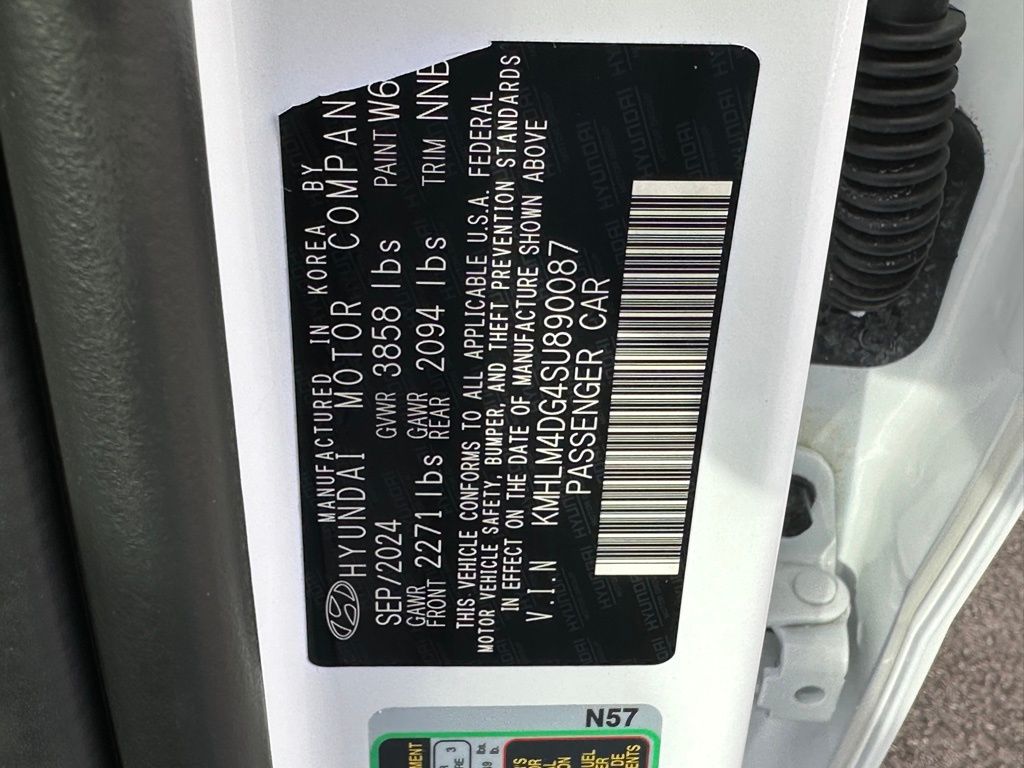 MANUFACTURED IN KOREA BY
HYUNDAI MOTOR COMPAN
SEP/2024 GVWR 3858 lbs PAINT W6
GAWR FRONT 2271 lbs GAWR REAR 2094 lbs TRIM NNB
THIS VEHICLE CONFORMS TO ALL APPLICABLE U.S.A. FEDERAL
MOTOR VEHICLE SAFETY, BUMPER, AND THEFT PREVENTION STANDARDS
IN EFFECT ON THE DATE OF MANUFACTURE SHOWN ABOVE
V.I.N KMHLM4DG4SU890087
PASSENGER CAR
N57